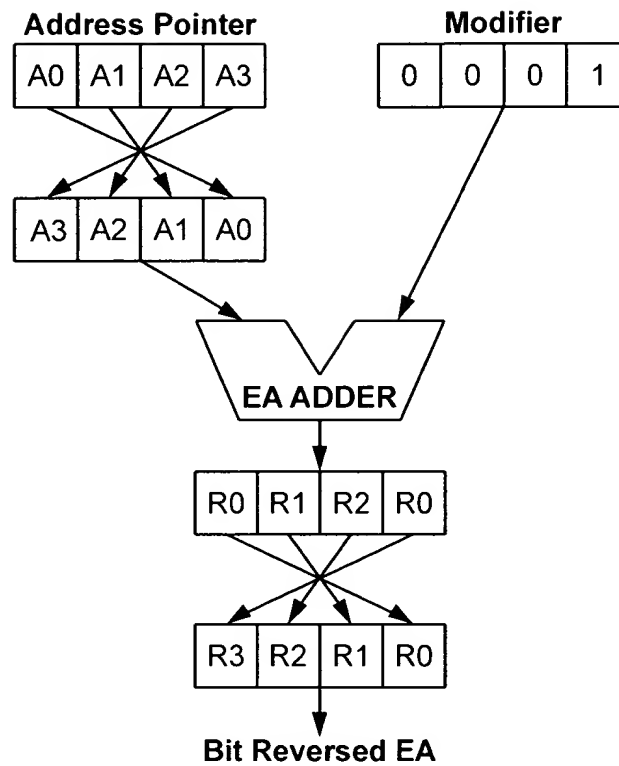 Address Pointer
Modifier
A0 A1 A2 A3
0 0 0 1
A3 A2 A1 A0
EA ADDER
R0 R1 R2 R0
R3 R2 R1 R0
Bit Reversed EA